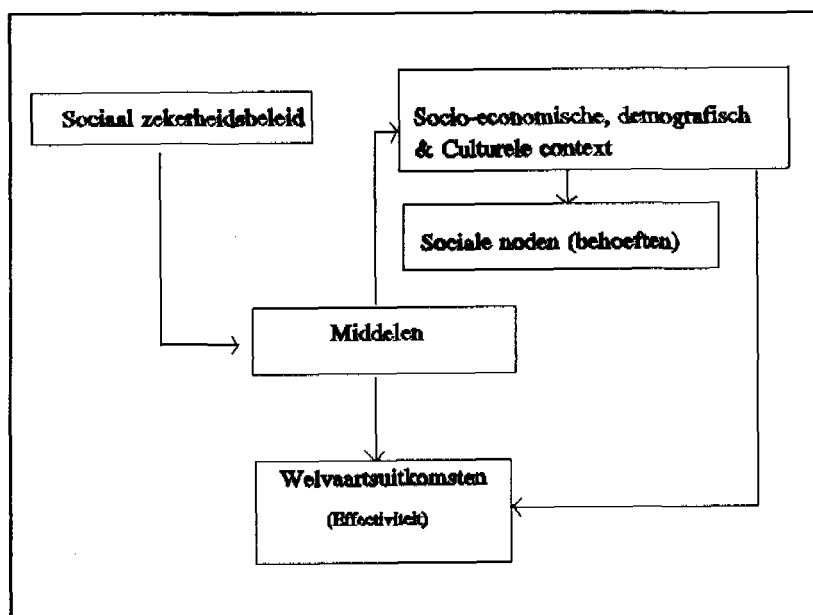 Sociaal zekerheidsbeleid
Socio-economische, demografisch
& Culturele context
Sociale noden (behoeften)
Middelen
Welvaartsuitkomsten
(Effectiviteit)